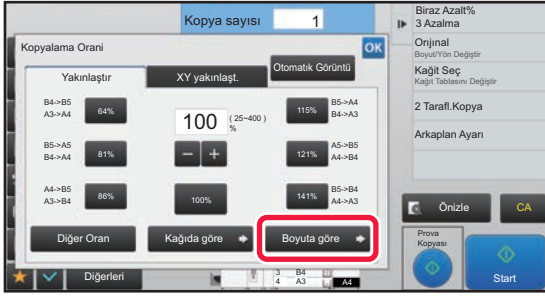 Kopya sayısı 1
Kopyalama Orani
OK
Yakınlaştır
XY yakınlaşt.
Otomatık Görüntü
B4->B5
A3->A4
64%
100
( 25~400 )
%
115%
B5->A4
B4->A3
B5->A5
B4->A4
81%
121%
A5->B5
A4->B4
A4->B5
A3->B4
86%
100%
141%
B5->B4
A4->A3
Diğer Oran
Kağıda göre
Boyuta göre
Diğerleri
3 B4
4 A3
A4
Biraz Azalt%
3 Azalma
Orıjınal
Boyut/Yön Değiştir
Kağit Seç
Kağıt Tablasını Değiştir
2 Tarafl.Kopya
Arkaplan Ayarı
Önizle
CA
Prova
Kopyası
Start